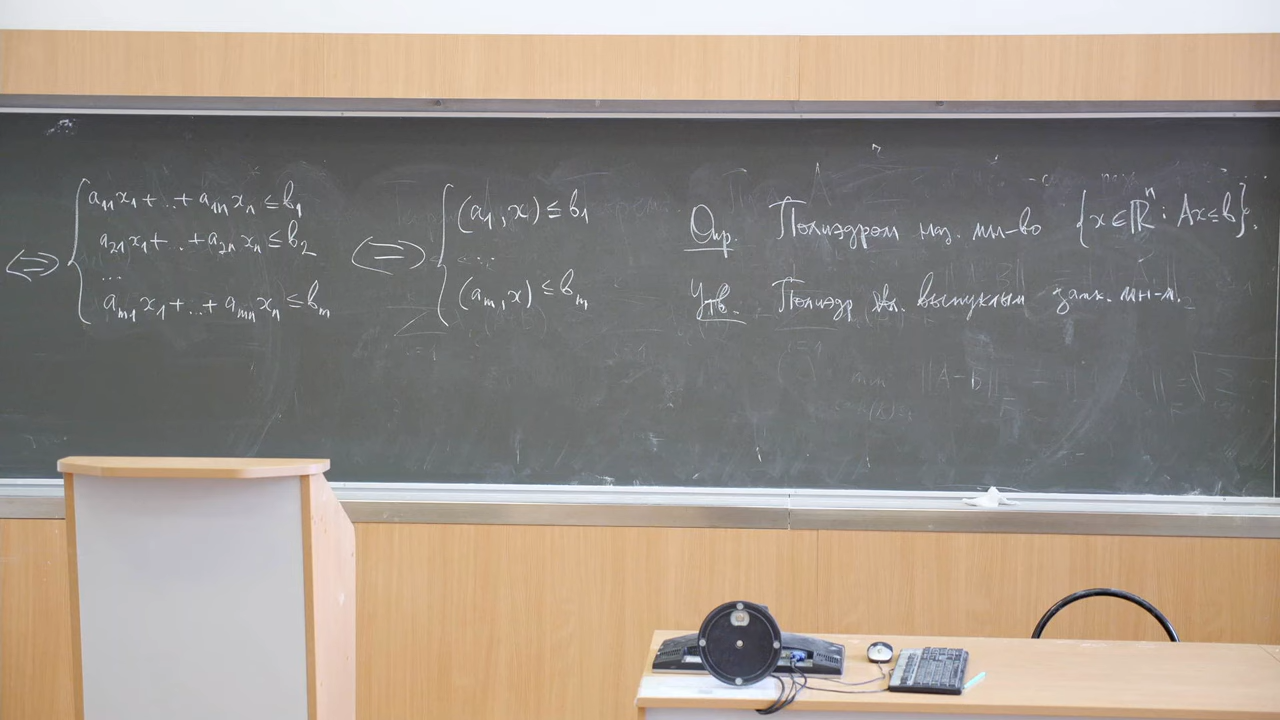 ⇔ { a₁₁x₁+..+a₁ₙxₙ ≤ b₁
a₂₁x₁+..+a₂ₙxₙ ≤ b₂
...
aₘ₁x₁+..+aₘₙxₙ ≤ bₘ
⇔ { (a₁,x) ≤ b₁
...
(aₘ,x) ≤ bₘ
Опр. Полиэдром наз. мн-во {x∈ℝⁿ: Ax≤b}.
Утв. Полиэдр явл. выпуклым замк. мн-м.